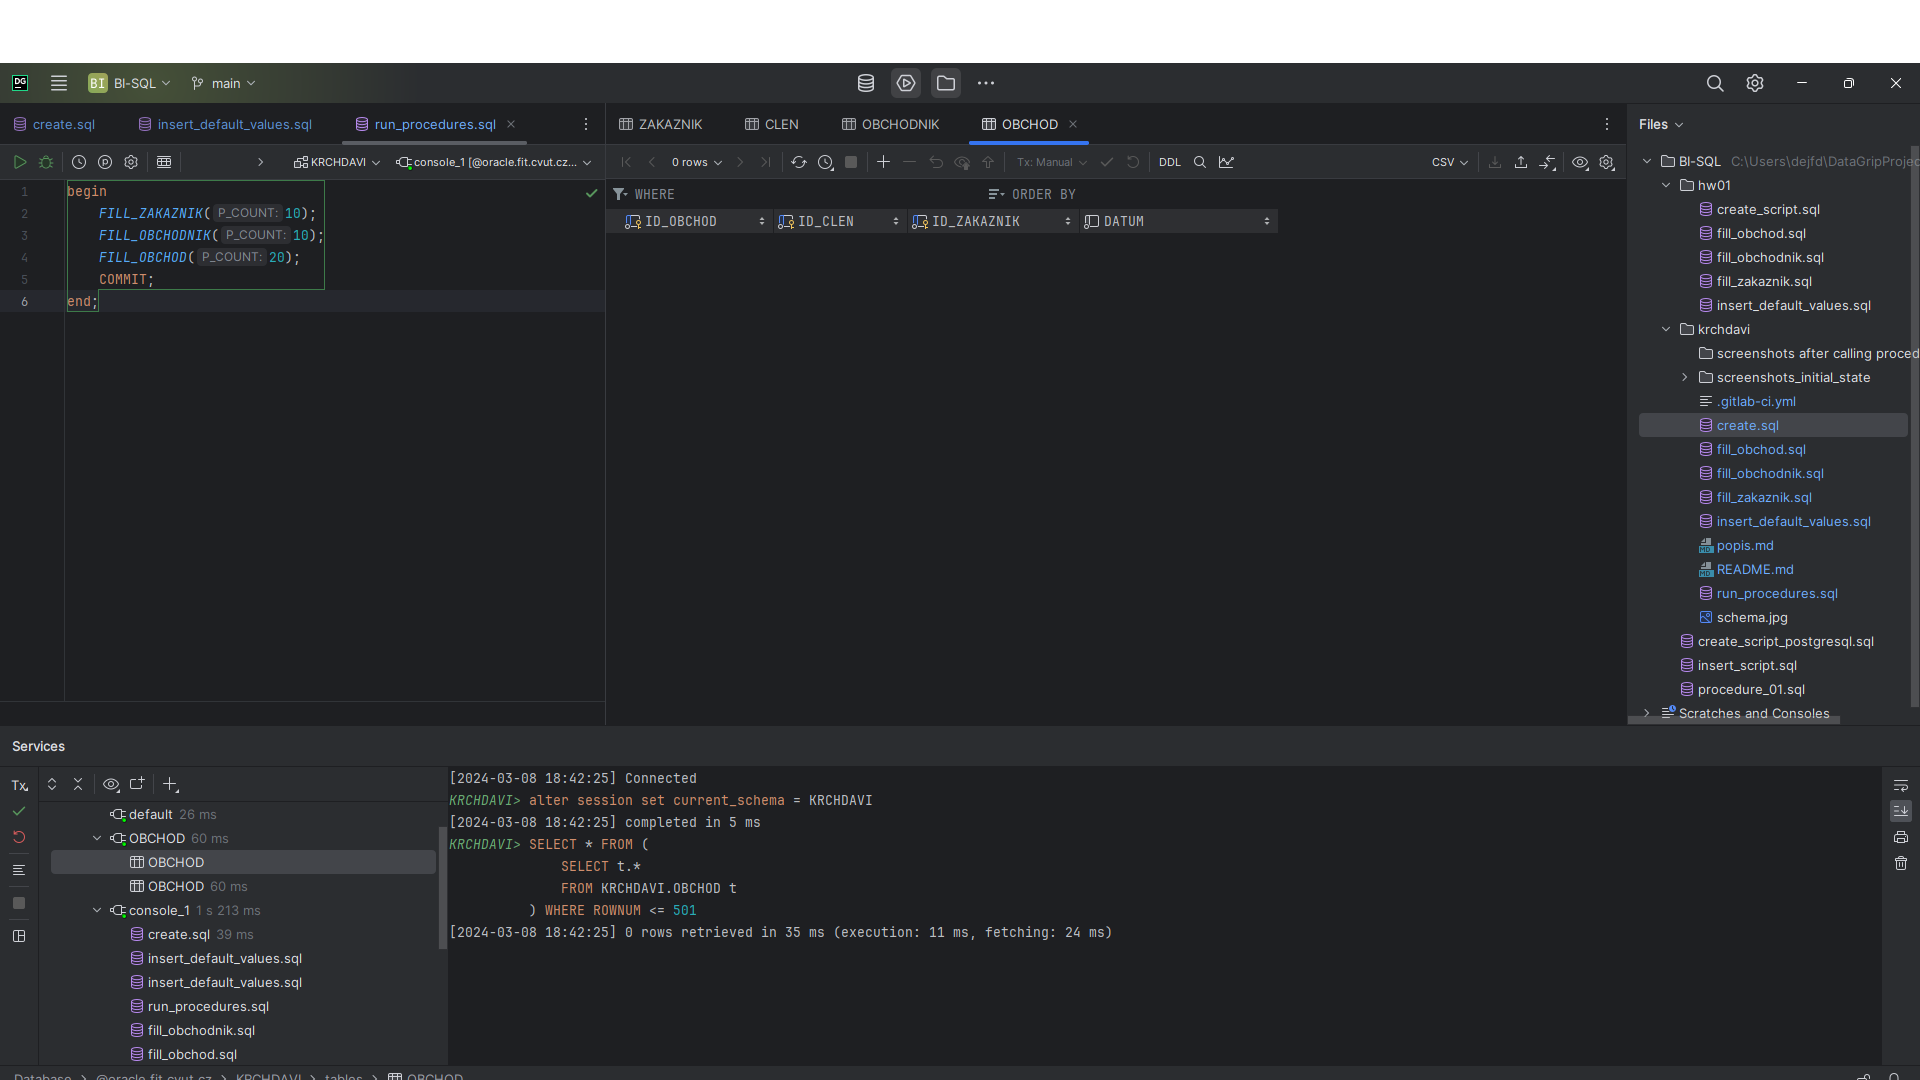 DG BI BI-SQL main
create.sql insert_default_values.sql run_procedures.sql
KRCHDAVI console_1 [@oracle.fit.cvut.cz...
1 begin
2 FILL_ZAKAZNIK( P_COUNT: 10);
3 FILL_OBCHODNIK( P_COUNT: 10);
4 FILL_OBCHOD( P_COUNT: 20);
5 COMMIT;
6 end;
ZAKAZNIK CLEN OBCHODNIK OBCHOD
0 rows Tx: Manual DDL CSV
WHERE ORDER BY
ID_OBCHOD ID_CLEN ID_ZAKAZNIK DATUM
Files
BI-SQL C:\Users\dejfd\DataGripProjec
hw01
create_script.sql
fill_obchod.sql
fill_obchodnik.sql
fill_zakaznik.sql
insert_default_values.sql
krchdavi
screenshots after calling proced
screenshots_initial_state
.gitlab-ci.yml
create.sql
fill_obchod.sql
fill_obchodnik.sql
fill_zakaznik.sql
insert_default_values.sql
popis.md
README.md
run_procedures.sql
schema.jpg
create_script_postgresql.sql
insert_script.sql
procedure_01.sql
Scratches and Consoles
Services
Tx
default 26 ms
OBCHOD 60 ms
OBCHOD
OBCHOD 60 ms
console_1 1 s 213 ms
create.sql 39 ms
insert_default_values.sql
insert_default_values.sql
run_procedures.sql
fill_obchodnik.sql
fill_obchod.sql
[2024-03-08 18:42:25] Connected
KRCHDAVI> alter session set current_schema = KRCHDAVI
[2024-03-08 18:42:25] completed in 5 ms
KRCHDAVI> SELECT * FROM (
SELECT t.*
FROM KRCHDAVI.OBCHOD t
) WHERE ROWNUM <= 501
[2024-03-08 18:42:25] 0 rows retrieved in 35 ms (execution: 11 ms, fetching: 24 ms)
Database @oracle.fit.cvut.cz KRCHDAVI tables OBCHOD